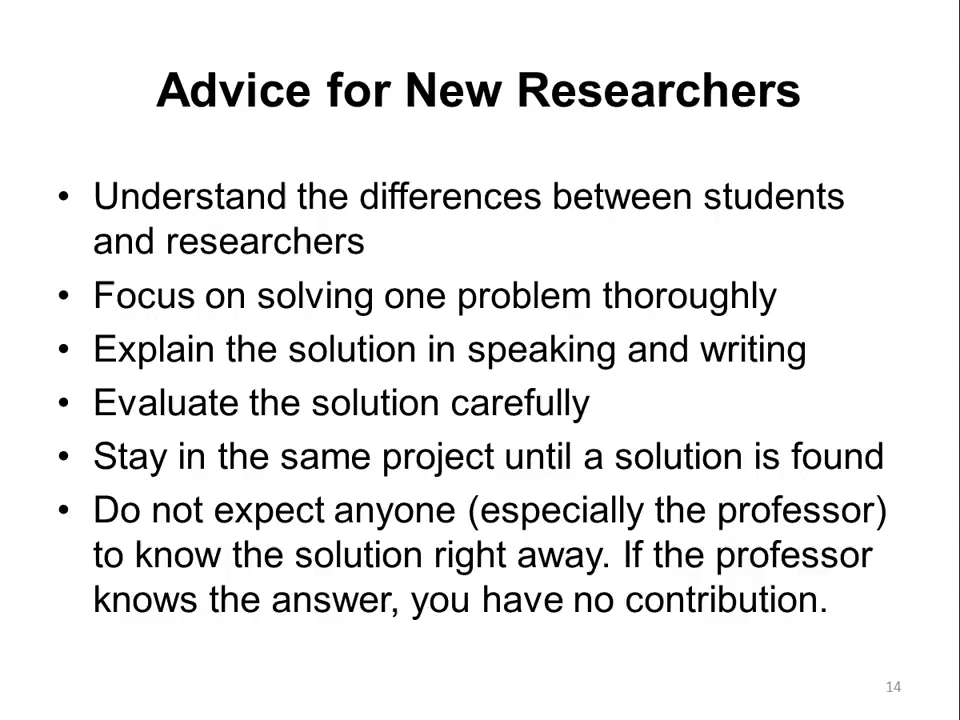 Advice for New Researchers
• Understand the differences between students
and researchers
• Focus on solving one problem thoroughly
• Explain the solution in speaking and writing
• Evaluate the solution carefully
• Stay in the same project until a solution is found
• Do not expect anyone (especially the professor)
to know the solution right away. If the professor
knows the answer, you have no contribution.
14